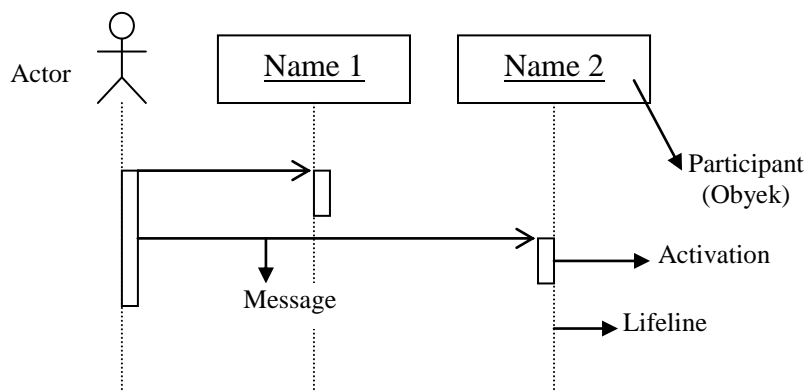 Actor
Name 1
Name 2
Participant
(Obyek)
Activation
Message
Lifeline